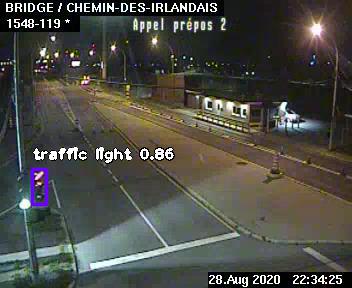 BRIDGE / CHEMIN-DES-IRLANDAIS
1548-119 *
Appel prépos 2
traffic light 0.86
28.Aug 2020 22:34:25